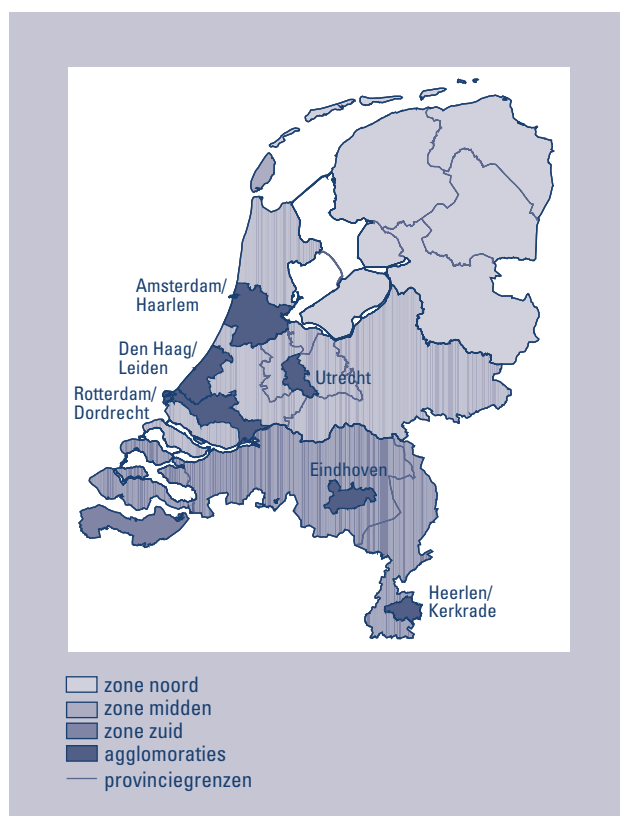 Amsterdam/
Haarlem
Den Haag/
Leiden
Utrecht
Rotterdam/
Dordrecht
Eindhoven
Heerlen/
Kerkrade
zone noord
zone midden
zone zuid
agglomoraties
provinciegrenzen